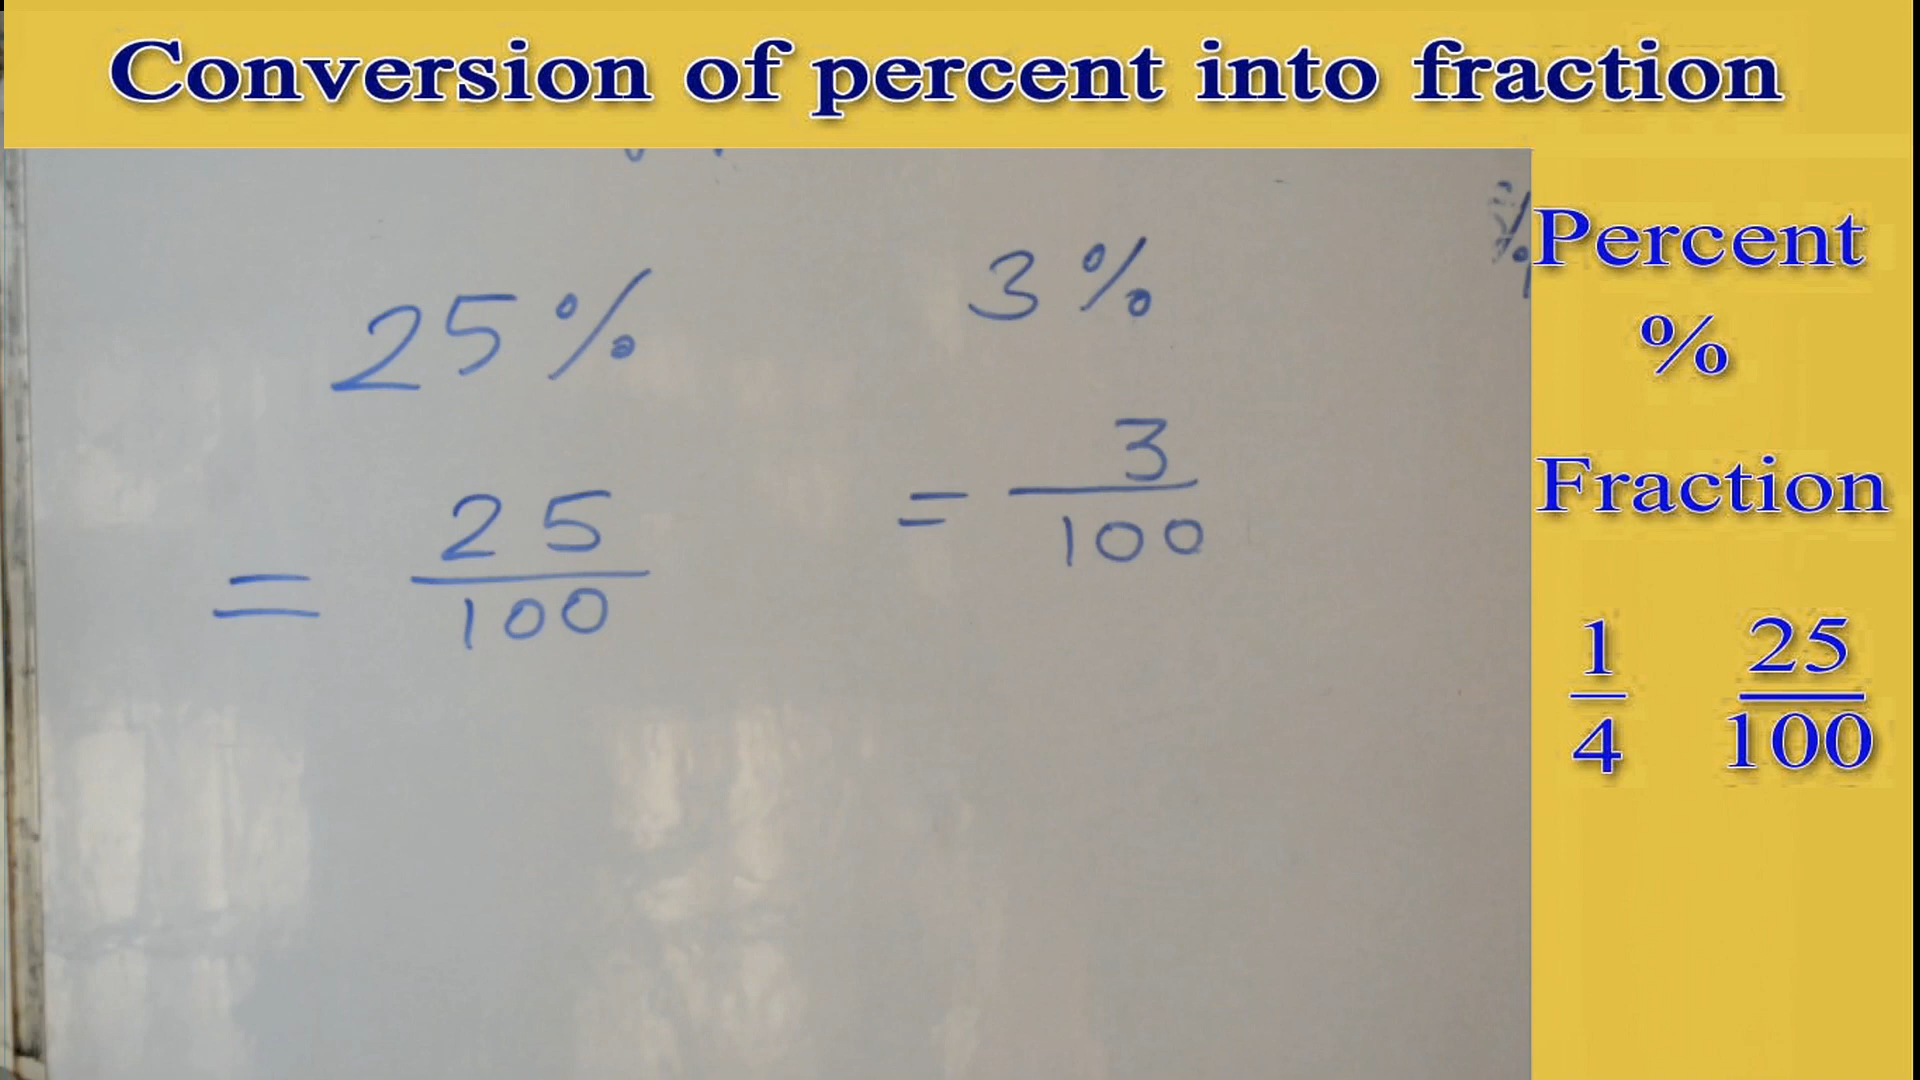 Conversion of percent into fraction
25%
= 25/100
3%
= 3/100
Percent
%
Fraction
1/4 25/100